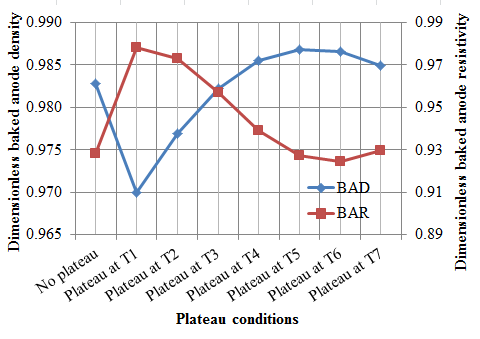 Dimensionless baked anode density
0.990
0.985
0.980
0.975
0.970
0.965
0.99
0.97
0.95
0.93
0.91
0.89
Dimensionless baked anode resistivity
BAD
BAR
No plateau
Plateau at T1
Plateau at T2
Plateau at T3
Plateau at T4
Plateau at T5
Plateau at T6
Plateau at T7
Plateau conditions